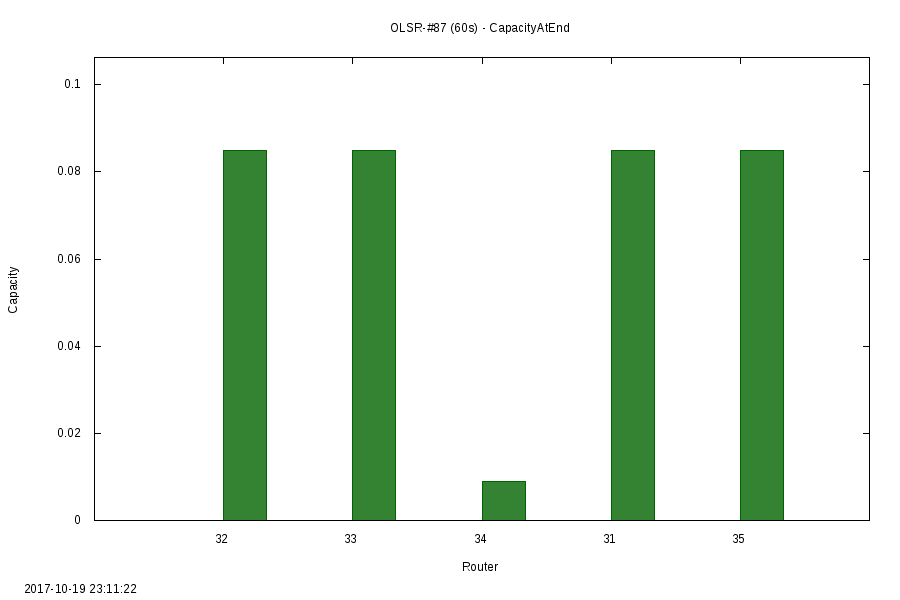 OLSR-#87 (60s) - CapacityAtEnd
0.1
0.08
0.06
0.04
0.02
0
Capacity
32 33 34 31 35
Router
2017-10-19 23:11:22